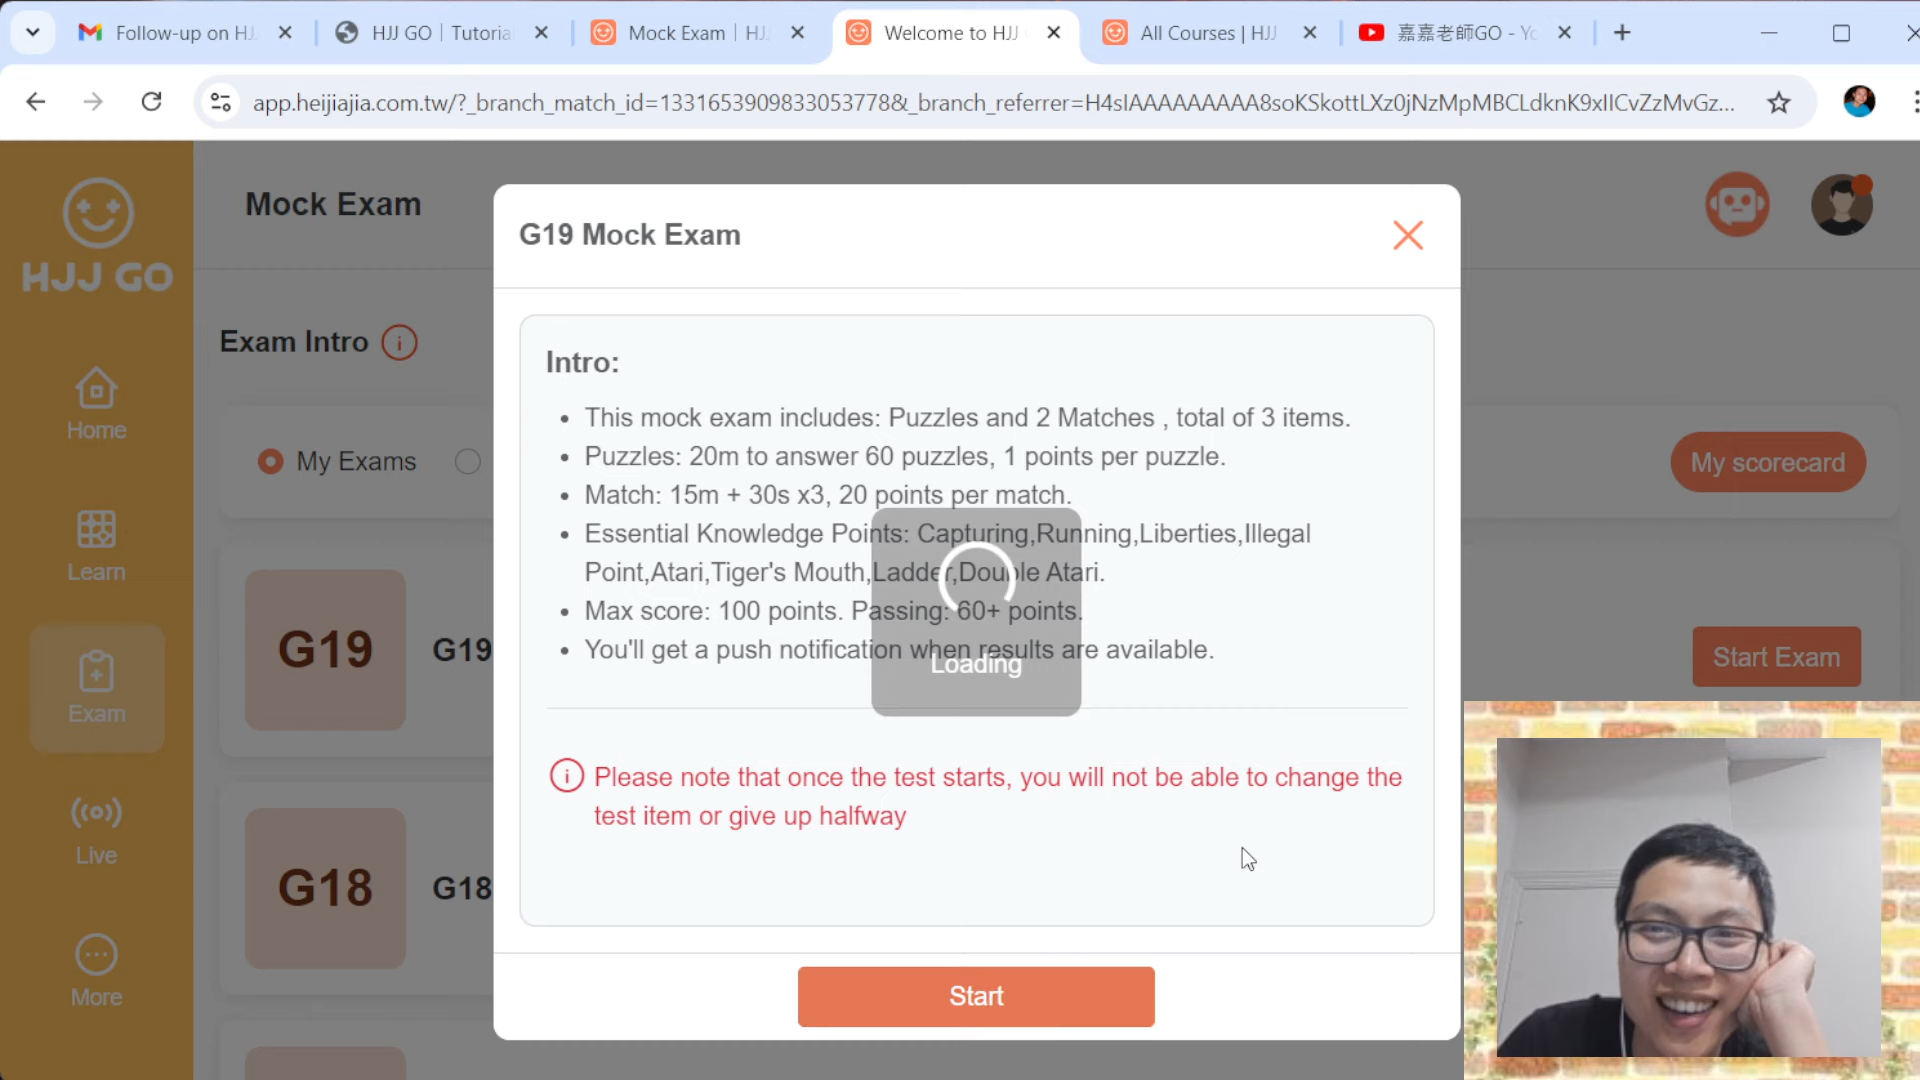 Follow-up on HJ
HJJ GO | Tutoria
Mock Exam | HJ
Welcome to HJJ
All Courses | HJJ
嘉嘉老師GO - Yo
app.heijiajia.com.tw/?_branch_match_id=1331653909833053778&_branch_referrer=H4sIAAAAAAAAA8soKSkottLXz0jNzMpMBCLdknK9xIICvZzMvGz...
HJJ GO
Home
Learn
Exam
Live
More
Mock Exam
Exam Intro
My Exams
My scorecard
G19
G19
Start Exam
G18
G18
G19 Mock Exam
Intro:
• This mock exam includes: Puzzles and 2 Matches , total of 3 items.
• Puzzles: 20m to answer 60 puzzles, 1 points per puzzle.
• Match: 15m + 30s x3, 20 points per match.
• Essential Knowledge Points: Capturing,Running,Liberties,Illegal
Point,Atari,Tiger's Mouth,Ladder,Double Atari.
• Max score: 100 points. Passing: 60+ points.
• You'll get a push notification when results are available.
Loading
Please note that once the test starts, you will not be able to change the
test item or give up halfway
Start